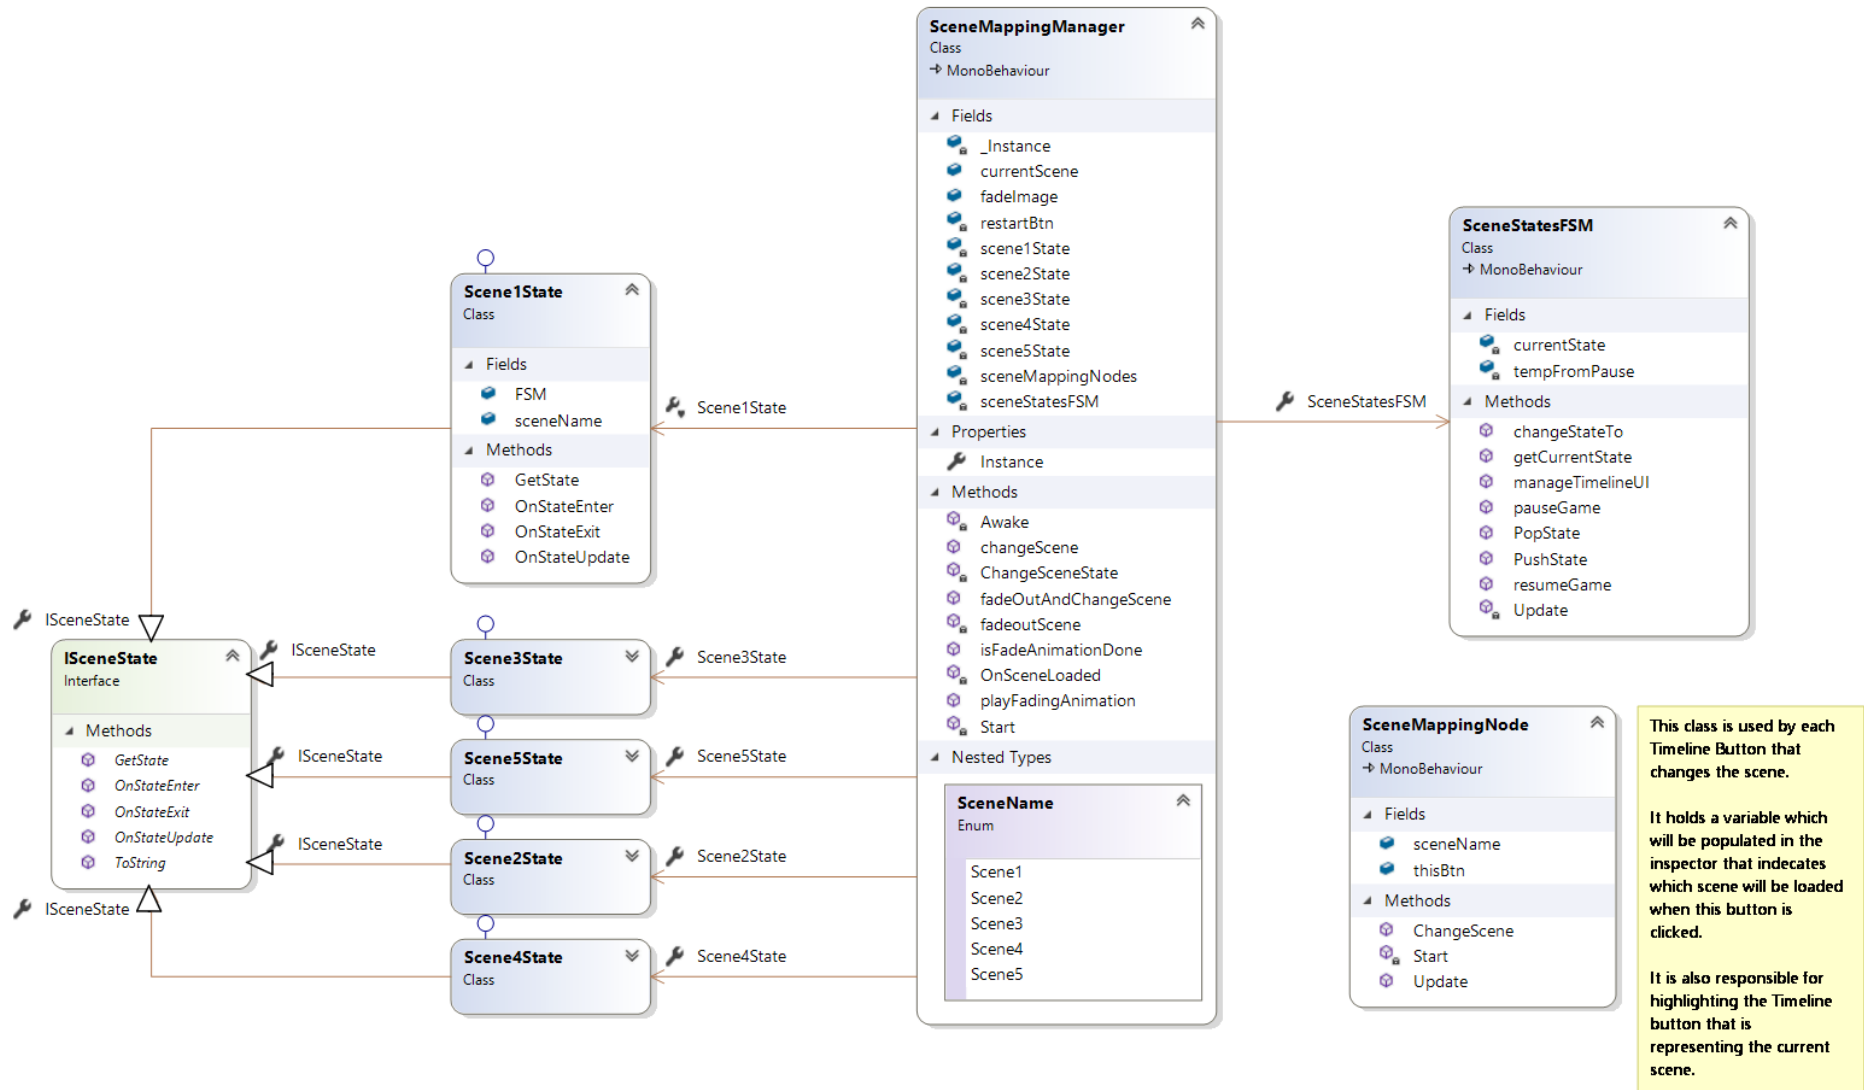 SceneMappingManager
Class
MonoBehaviour
Fields
_Instance
currentScene
fadeImage
restartBtn
scene1State
scene2State
scene3State
scene4State
scene5State
sceneMappingNodes
sceneStatesFSM
Properties
Instance
Methods
Awake
changeScene
ChangeSceneState
fadeOutAndChangeScene
fadeoutScene
isFadeAnimationDone
OnSceneLoaded
playFadingAnimation
Start
Nested Types
SceneName
Enum
Scene1
Scene2
Scene3
Scene4
Scene5
Scene1State
Class
Fields
FSM
sceneName
Methods
GetState
OnStateEnter
OnStateExit
OnStateUpdate
Scene1State
SceneStatesFSM
SceneStatesFSM
Class
MonoBehaviour
Fields
currentState
tempFromPause
Methods
changeStateTo
getCurrentState
manageTimelineUI
pauseGame
PopState
PushState
resumeGame
Update
ISceneState
ISceneState
Interface
Methods
GetState
OnStateEnter
OnStateExit
OnStateUpdate
ToString
ISceneState
ISceneState
ISceneState
ISceneState
Scene3State
Class
Scene3State
Scene5State
Class
Scene5State
Scene2State
Class
Scene2State
Scene4State
Class
Scene4State
SceneMappingNode
Class
MonoBehaviour
Fields
sceneName
thisBtn
Methods
ChangeScene
Start
Update
This class is used by each
Timeline Button that
changes the scene.
It holds a variable which
will be populated in the
inspector that indecates
which scene will be loaded
when this button is
clicked.
It is also responsible for
highlighting the Timeline
button that is
representing the current
scene.